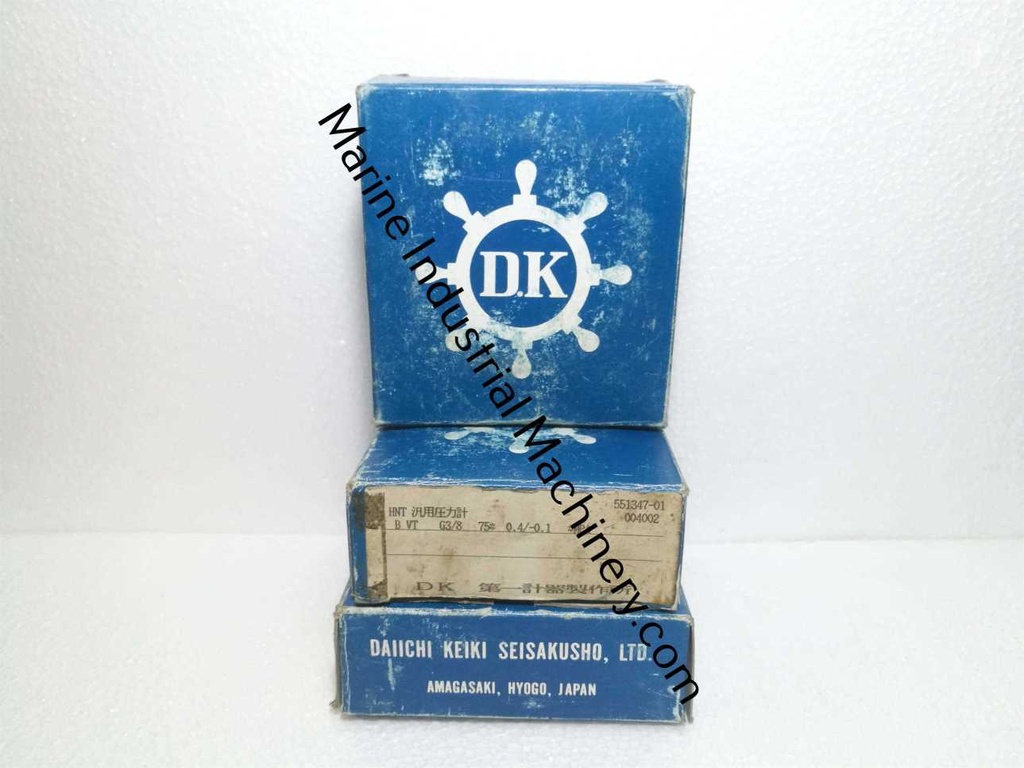 D.K
HNT 汎用圧力計
551347-01
B VT G3/8 75# 0.4/-0.1
004002
DK 第一計器製作所
DAIICHI KEIKI SEISAKUSHO, LTD.
AMAGASAKI, HYOGO, JAPAN
Marine Industrial Machinery.com